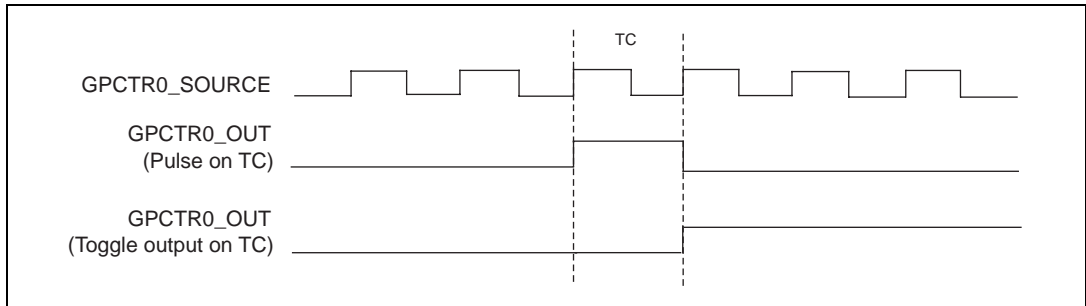 TC
GPCTR0_SOURCE
GPCTR0_OUT
(Pulse on TC)
GPCTR0_OUT
(Toggle output on TC)